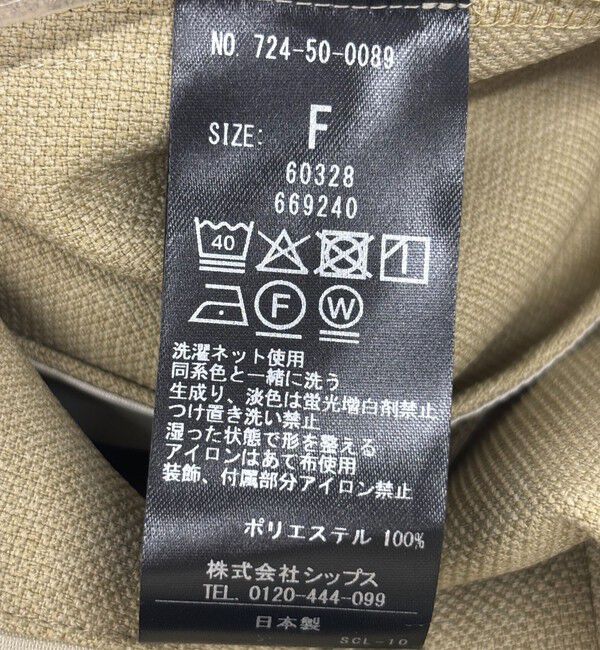 NO. 724-50-0089
SIZE: F
60328
669240
40
F W
洗濯ネット使用
同系色と一緒に洗う
生成り、淡色は蛍光増白剤禁止
つけ置き洗い禁止
湿った状態で形を整える
アイロンはあて布使用
装飾、付属部分アイロン禁止
ポリエステル 100%
株式会社シップス
TEL. 0120-444-099
日本製
SCL-10